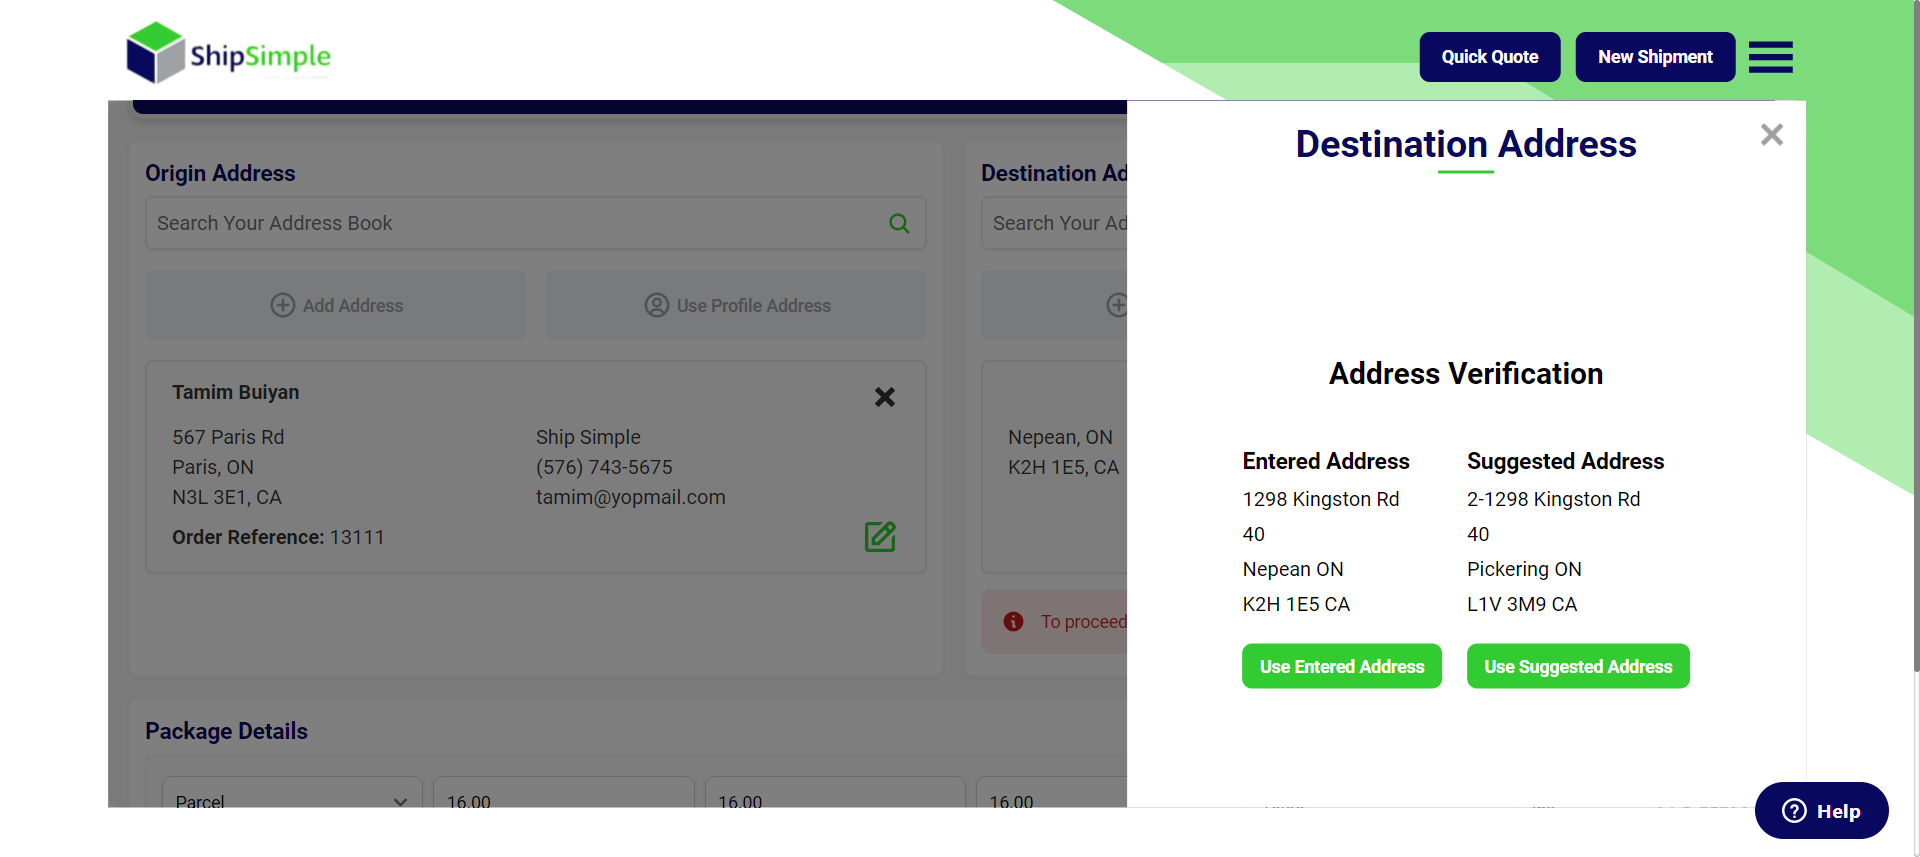 ShipSimple
Quick Quote
New Shipment
Origin Address
Search Your Address Book
Add Address
Use Profile Address
Tamim Buiyan
567 Paris Rd
Paris, ON
N3L 3E1, CA
Ship Simple
(576) 743-5675
tamim@yopmail.com
Order Reference: 13111
Destination Ad
Search Your Ad
Nepean, ON
K2H 1E5, CA
To proceed
Package Details
Parcel
16.00
16.00
16.00
Destination Address
Address Verification
Entered Address
1298 Kingston Rd
40
Nepean ON
K2H 1E5 CA
Use Entered Address
Suggested Address
2-1298 Kingston Rd
40
Pickering ON
L1V 3M9 CA
Use Suggested Address
Help